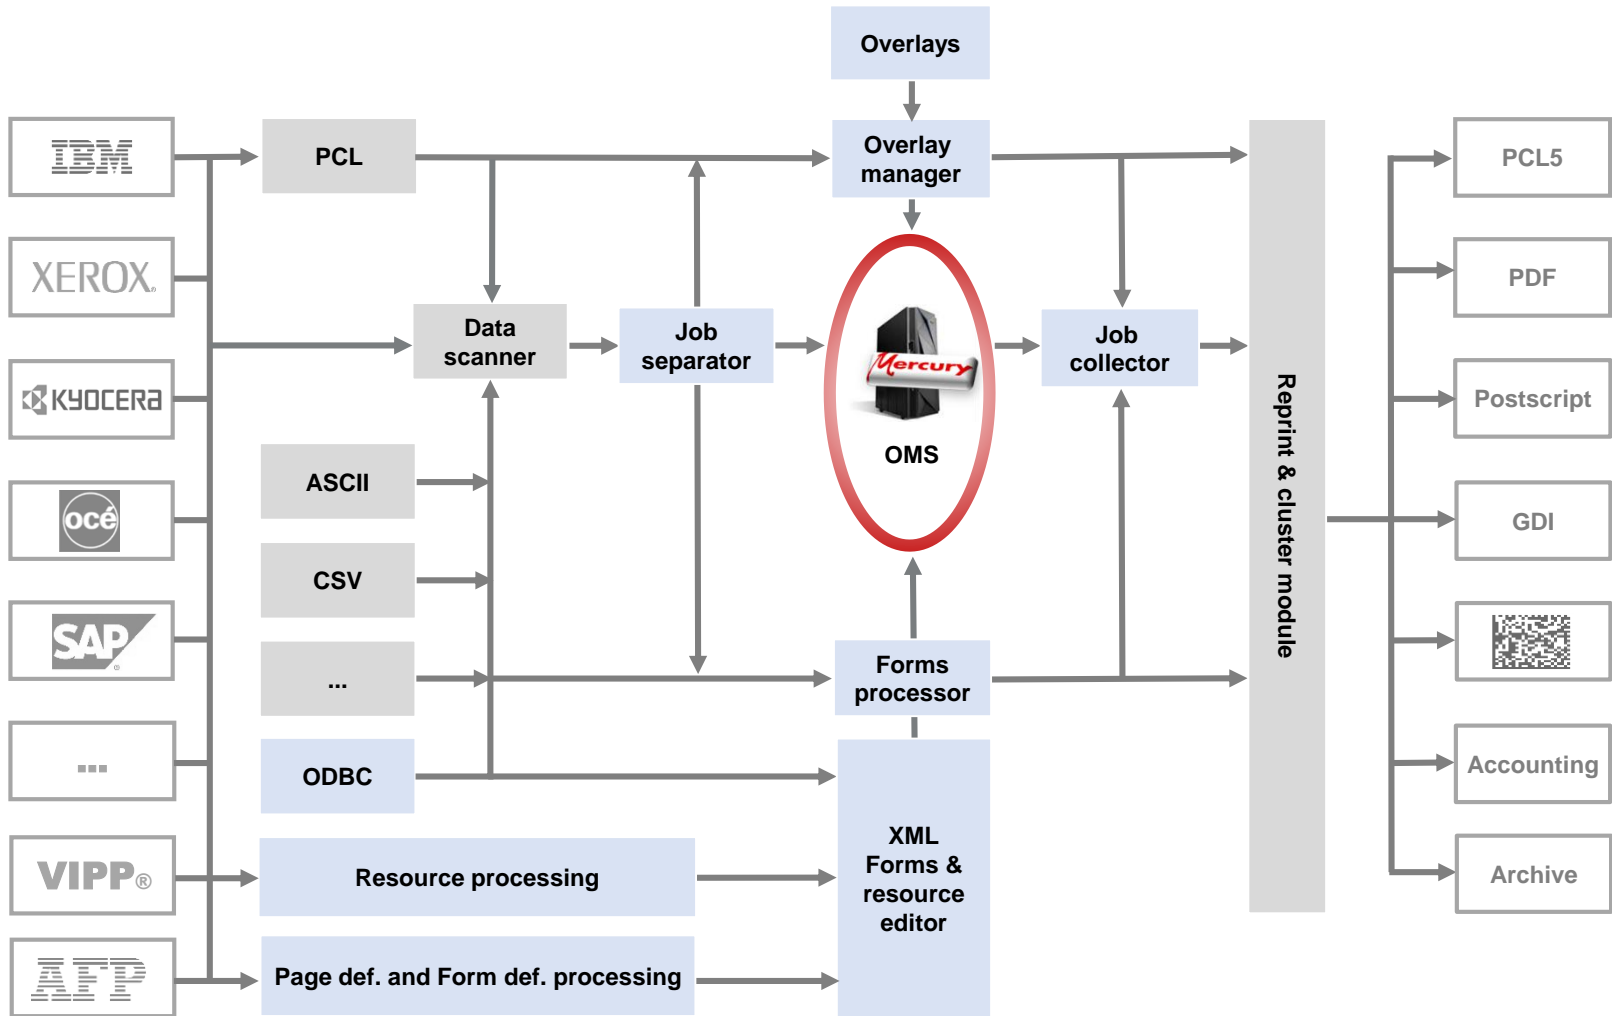 Overlays
IBM
PCL
Overlay
manager
PCL5
XEROX®
PDF
Data
scanner
Job
separator
Mercury
OMS
Job
collector
Reprint & cluster module
KYOCERa
Postscript
ASCII
océ
GDI
CSV
SAP®
...
Forms
processor
...
ODBC
Accounting
XML
Forms &
resource
editor
VIPP®
Resource processing
Archive
AFP
Page def. and Form def. processing